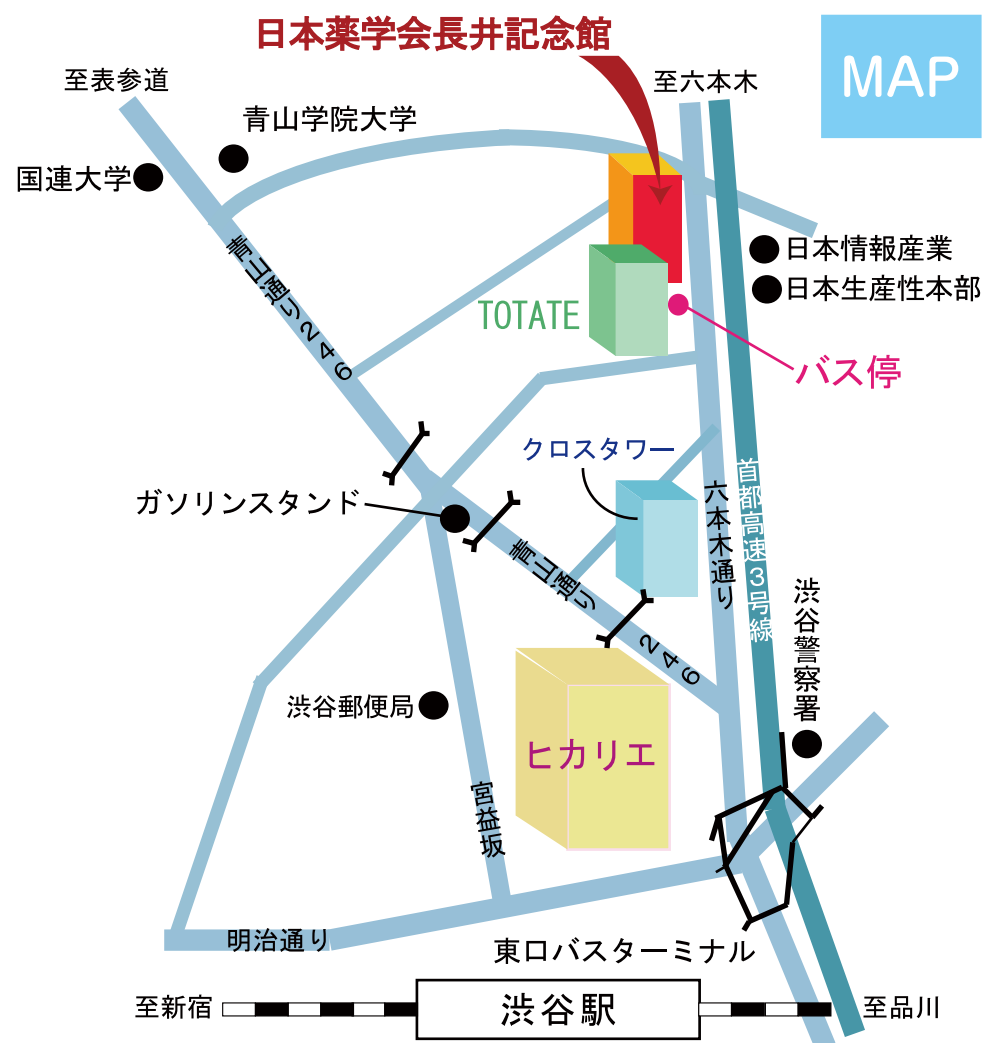 日本薬学会長井記念館
MAP
至表参道
至六本木
青山学院大学
国連大学
青山通り246
日本情報産業
日本生産性本部
TOTATE
バス停
クロスタワー
ガソリンスタンド
六本木通り
首都高速3号線
青山通り
246
渋谷警察署
渋谷郵便局
ヒカリエ
宮益坂
明治通り
東口バスターミナル
至新宿
渋谷駅
至品川